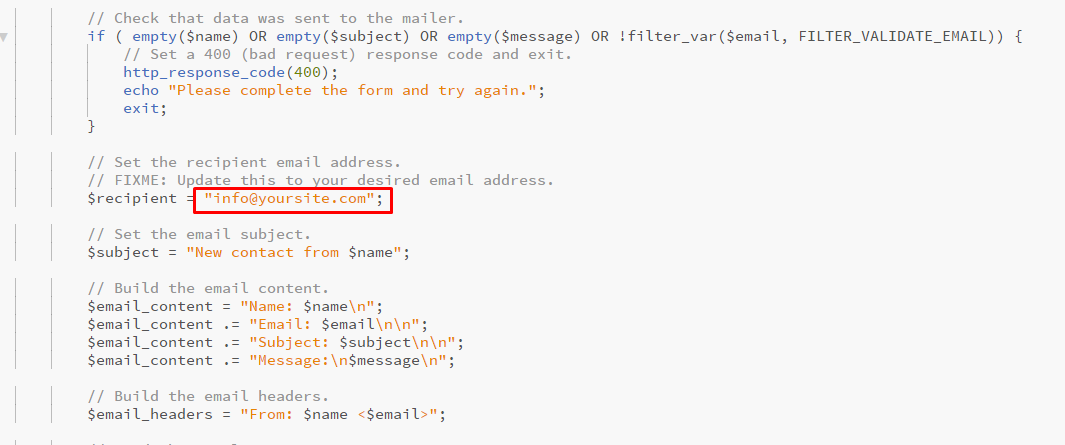 // Check that data was sent to the mailer.
if ( empty($name) OR empty($subject) OR empty($message) OR !filter_var($email, FILTER_VALIDATE_EMAIL)) {
// Set a 400 (bad request) response code and exit.
http_response_code(400);
echo "Please complete the form and try again.";
exit;
}
// Set the recipient email address.
// FIXME: Update this to your desired email address.
$recipient = "info@yoursite.com";
// Set the email subject.
$subject = "New contact from $name";
// Build the email content.
$email_content = "Name: $name\n";
$email_content .= "Email: $email\n\n";
$email_content .= "Subject: $subject\n\n";
$email_content .= "Message:\n$message\n";
// Build the email headers.
$email_headers = "From: $name <$email>";